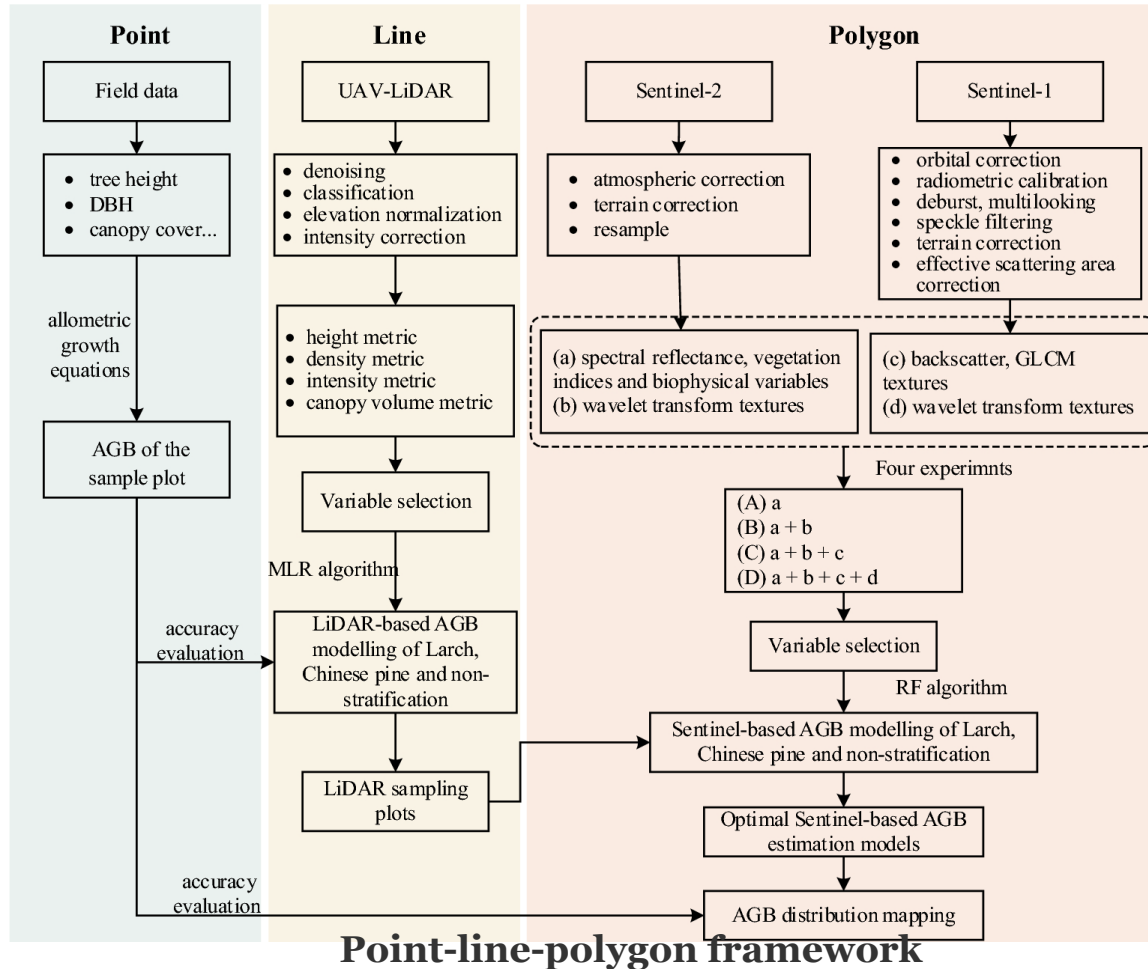 Point
Line
Polygon
Field data
UAV-LiDAR
Sentinel-2
Sentinel-1
• tree height
• DBH
• canopy cover...
• denoising
• classification
• elevation normalization
• intensity correction
• atmospheric correction
• terrain correction
• resample
• orbital correction
• radiometric calibration
• deburst, multilooking
• speckle filtering
• terrain correction
• effective scattering area
correction
allometric
growth
equations
• height metric
• density metric
• intensity metric
• canopy volume metric
(a) spectral reflectance, vegetation
indices and biophysical variables
(b) wavelet transform textures
(c) backscatter, GLCM
textures
(d) wavelet transform textures
AGB of the
sample plot
Variable selection
Four experimnts
(A) a
(B) a + b
(C) a + b + c
(D) a + b + c + d
MLR algorithm
accuracy
evaluation
LiDAR-based AGB
modelling of Larch,
Chinese pine and non-
stratification
Variable selection
RF algorithm
Sentinel-based AGB modelling of Larch,
Chinese pine and non-stratification
LiDAR sampling
plots
Optimal Sentinel-based AGB
estimation models
accuracy
evaluation
AGB distribution mapping
Point-line-polygon framework